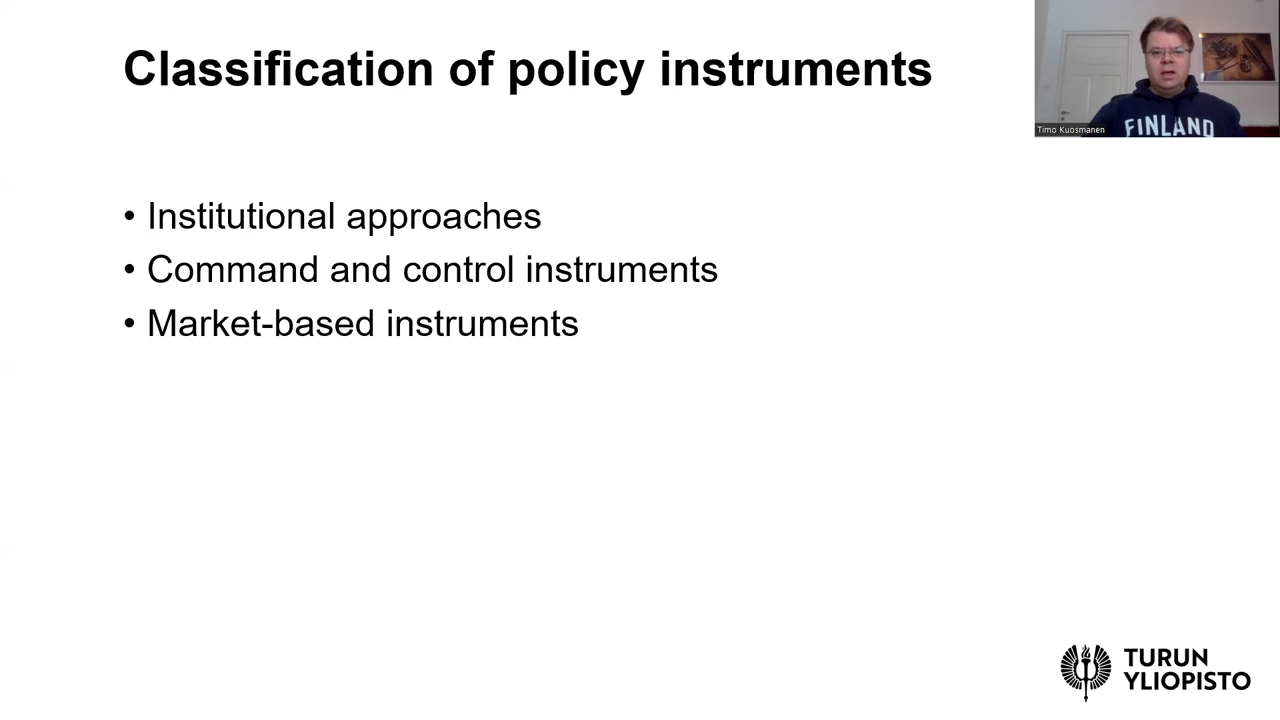 Classification of policy instruments
• Institutional approaches
• Command and control instruments
• Market-based instruments
Timo Kuosmanen
FINLAND
TURUN
YLIOPISTO